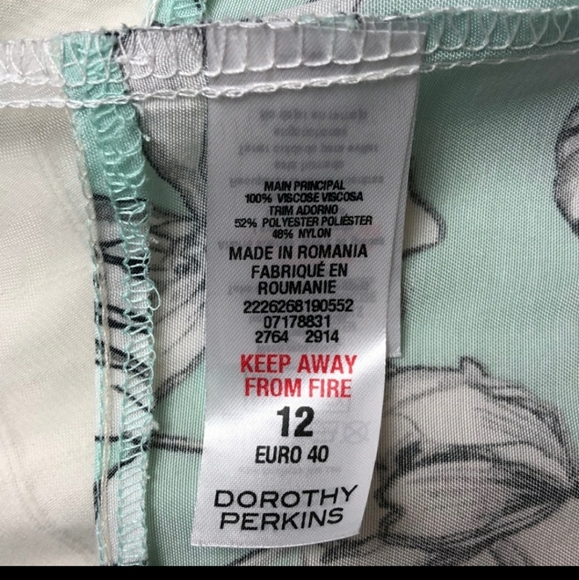 MAIN PRINCIPAL
100% VISCOSE VISCOSA
TRIM ADORNO
52% POLYESTER POLIÉSTER
48% NYLON
MADE IN ROMANIA
FABRIQUÉ EN
ROUMANIE
2226268190552
07178831
2764 2914
KEEP AWAY
FROM FIRE
12
EURO 40
DOROTHY
PERKINS